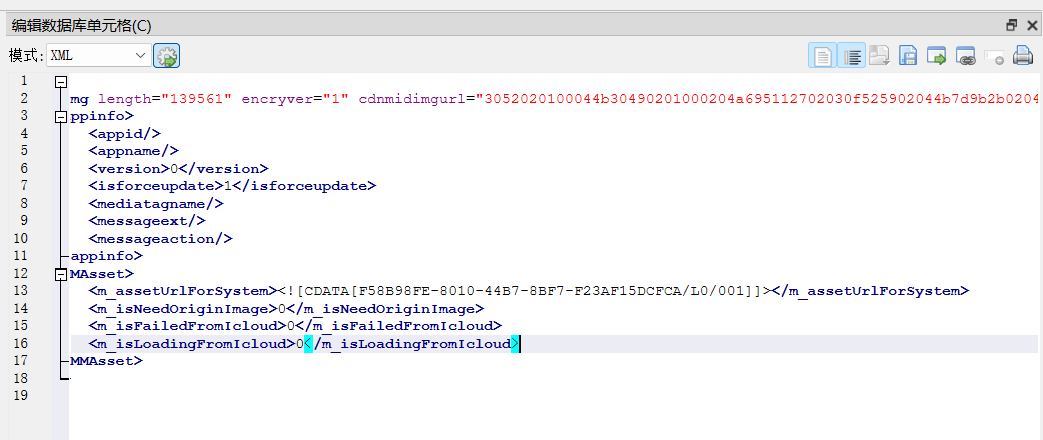 编辑数据库单元格(C)
模式: XML
1
2 mg length="139561" encryver="1" cdnmidimgurl="3052020100044b30490201000204a695112702030f525902044b7d9b2b0204
3 ppinfo>
4 <appid/>
5 <appname/>
6 <version>0</version>
7 <isforceupdate>1</isforceupdate>
8 <mediatagname/>
9 <messageext/>
10 <messageaction/>
11 appinfo>
12 MAsset>
13 <m_assetUrlForSystem><![CDATA[F58B98FE-8010-44B7-8BF7-F23AF15DCFCA/L0/001]]></m_assetUrlForSystem>
14 <m_isNeedOriginImage>0</m_isNeedOriginImage>
15 <m_isFailedFromIcloud>0</m_isFailedFromIcloud>
16 <m_isLoadingFromIcloud>0</m_isLoadingFromIcloud>
17 MMAsset>
18
19